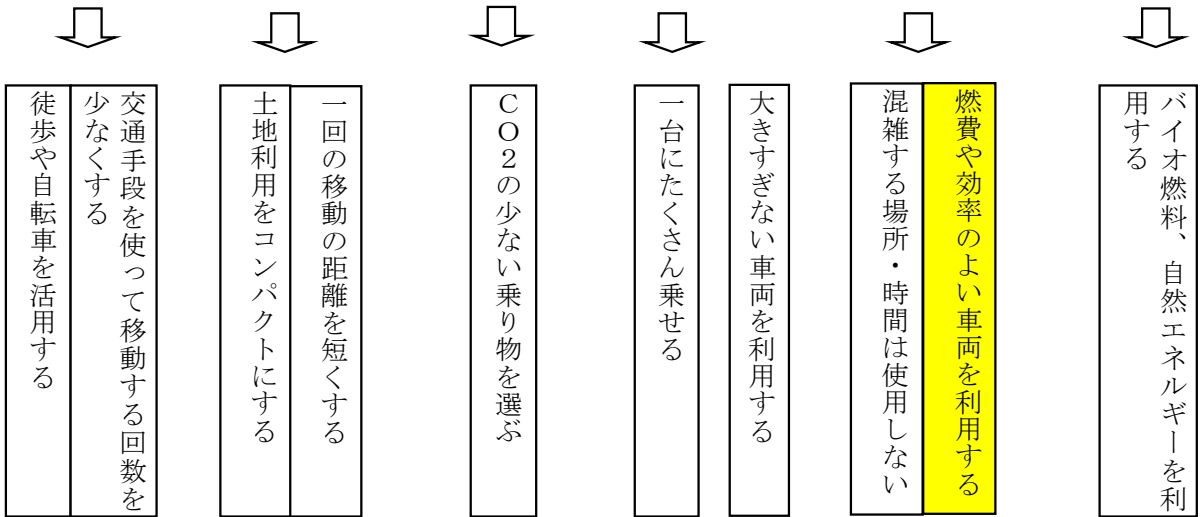 バイオ燃料、自然エネルギーを利
用する
燃費や効率のよい車両を利用する
混雑する場所・時間は使用しない
大きすぎない車両を利用する
一台にたくさん乗せる
CO2の少ない乗り物を選ぶ
一回の移動の距離を短くする
土地利用をコンパクトにする
交通手段を使って移動する回数を
少なくする
徒歩や自転車を活用する